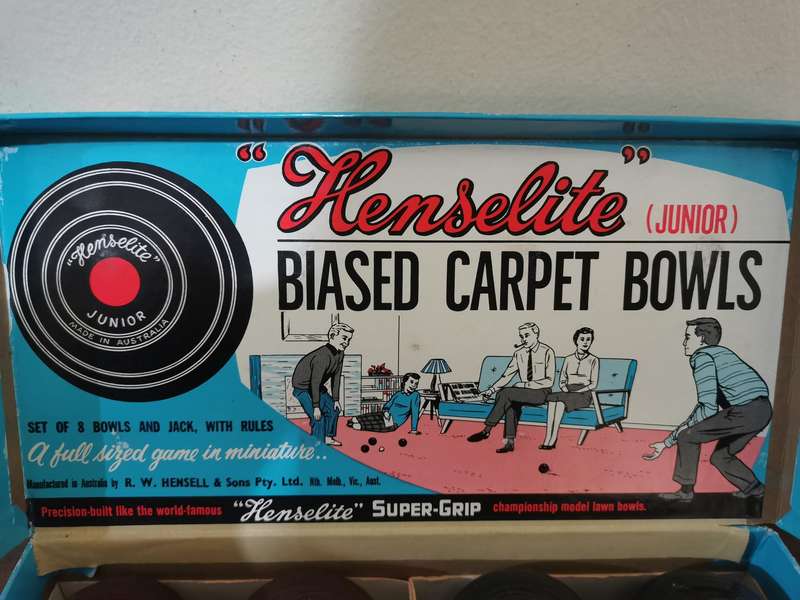 "Henselite" (JUNIOR)
BIASED CARPET BOWLS
"Henselite"
JUNIOR
MADE IN AUSTRALIA
SET OF 8 BOWLS AND JACK, WITH RULES
A full sized game in miniature..
Manufactured in Australia by R. W. HENSELL & Sons Pty. Ltd. Nth. Melb., Vic., Aust.
Precision-built like the world-famous "Henselite" SUPER-GRIP championship model lawn bowls.